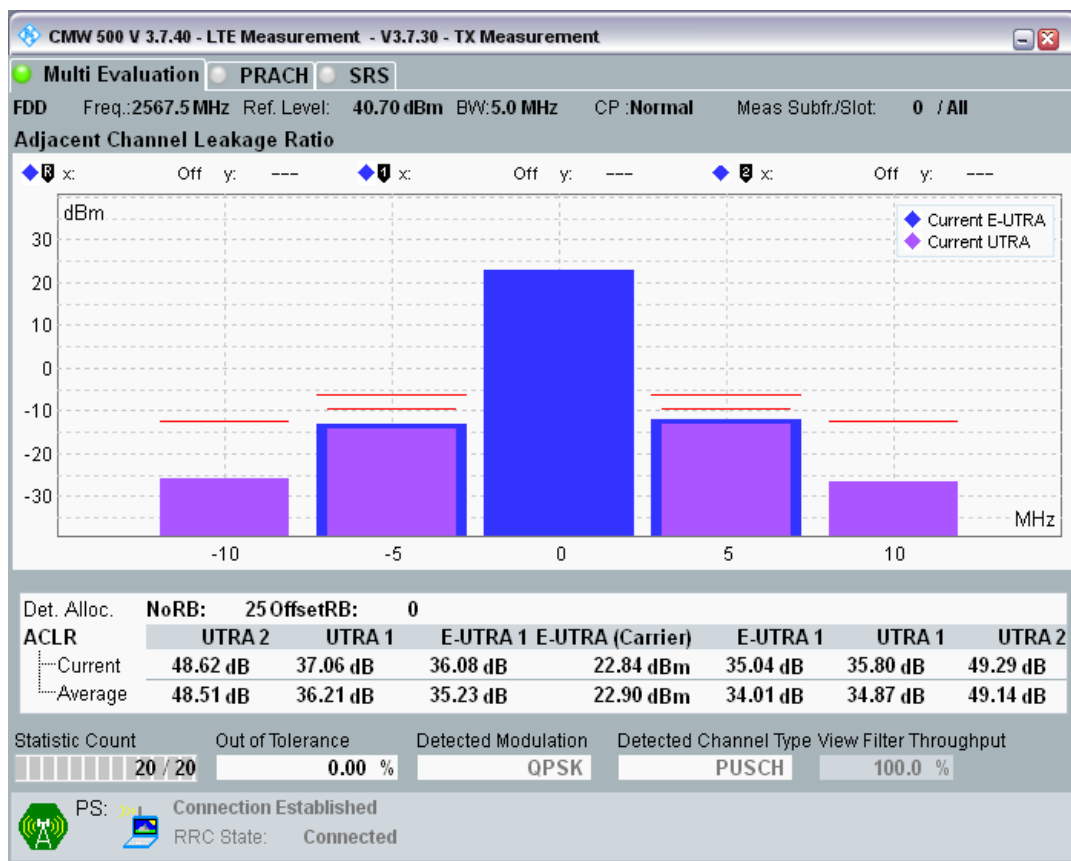 CMW 500 V 3.7.40 - LTE Measurement - V3.7.30 - TX Measurement
Multi Evaluation PRACH SRS
FDD Freq.:2567.5 MHz Ref. Level: 40.70 dBm BW:5.0 MHz CP :Normal Meas Subfr./Slot: 0 / All
Adjacent Channel Leakage Ratio
R x: Off y: --- 1 x: Off y: --- 2 x: Off y: ---
dBm
Current E-UTRA
Current UTRA
30
20
10
0
-10
-20
-30
MHz
-10 -5 0 5 10
Det. Alloc. NoRB: 25 OffsetRB: 0
ACLR UTRA 2 UTRA 1 E-UTRA 1 E-UTRA (Carrier) E-UTRA 1 UTRA 1 UTRA 2
Current 48.62 dB 37.06 dB 36.08 dB 22.84 dBm 35.04 dB 35.80 dB 49.29 dB
Average 48.51 dB 36.21 dB 35.23 dB 22.90 dBm 34.01 dB 34.87 dB 49.14 dB
Statistic Count Out of Tolerance Detected Modulation Detected Channel Type View Filter Throughput
20 / 20 0.00 % QPSK PUSCH 100.0 %
PS: Connection Established
RRC State: Connected